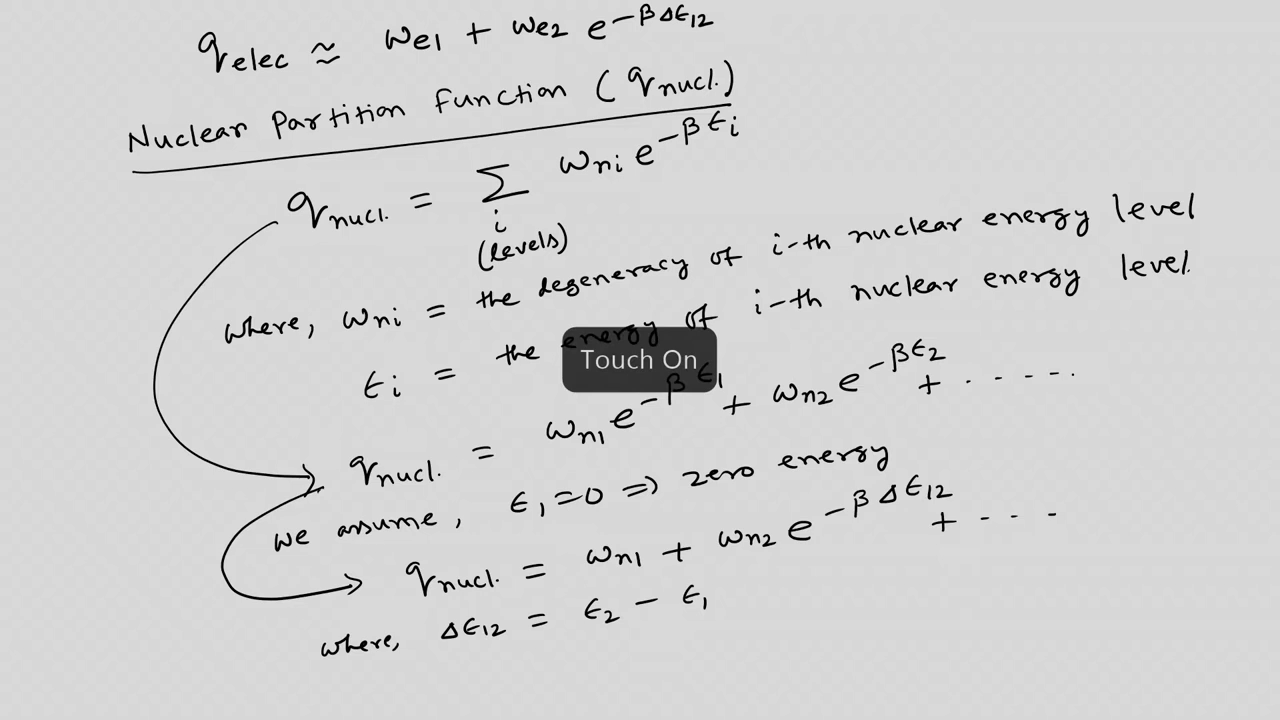 q_elec ≈ ω_e1 + ω_e2 e^{-βΔϵ_12}
Nuclear Partition Function (q_nucl.)
q_nucl. = Σ_i ω_ni e^{-βϵ_i}
(levels)
where, ω_ni = the degeneracy of i-th nuclear energy level
ϵ_i = the energy of i-th nuclear energy level.
Touch On
q_nucl. = ω_n1 e^{-βϵ_1} + ω_n2 e^{-βϵ_2} + . - - - - .
we assume, ϵ_1 = 0 ⇒ zero energy
q_nucl. = ω_n1 + ω_n2 e^{-βΔϵ_12} + - - -
where, Δϵ_12 = ϵ_2 - ϵ_1